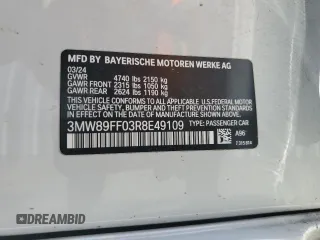 MFD BY BAYERISCHE MOTOREN WERKE AG
03/24
GVWR 4740 lbs 2150 kg
GAWR FRONT 2315 lbs 1050 kg
GAWR REAR 2624 lbs 1190 kg
THIS VEHICLE CONFORMS TO ALL APPLICABLE FEDERAL MOTOR VEHICLE SAFETY, BUMPER, AND THEFT PREVENTION STANDARDS IN EFFECT ON THE DATE OF MANUFACTURE SHOWN ABOVE.
3MW89FF03R8E49109
TYPE: PASSENGER CAR
A96
DREAMBID